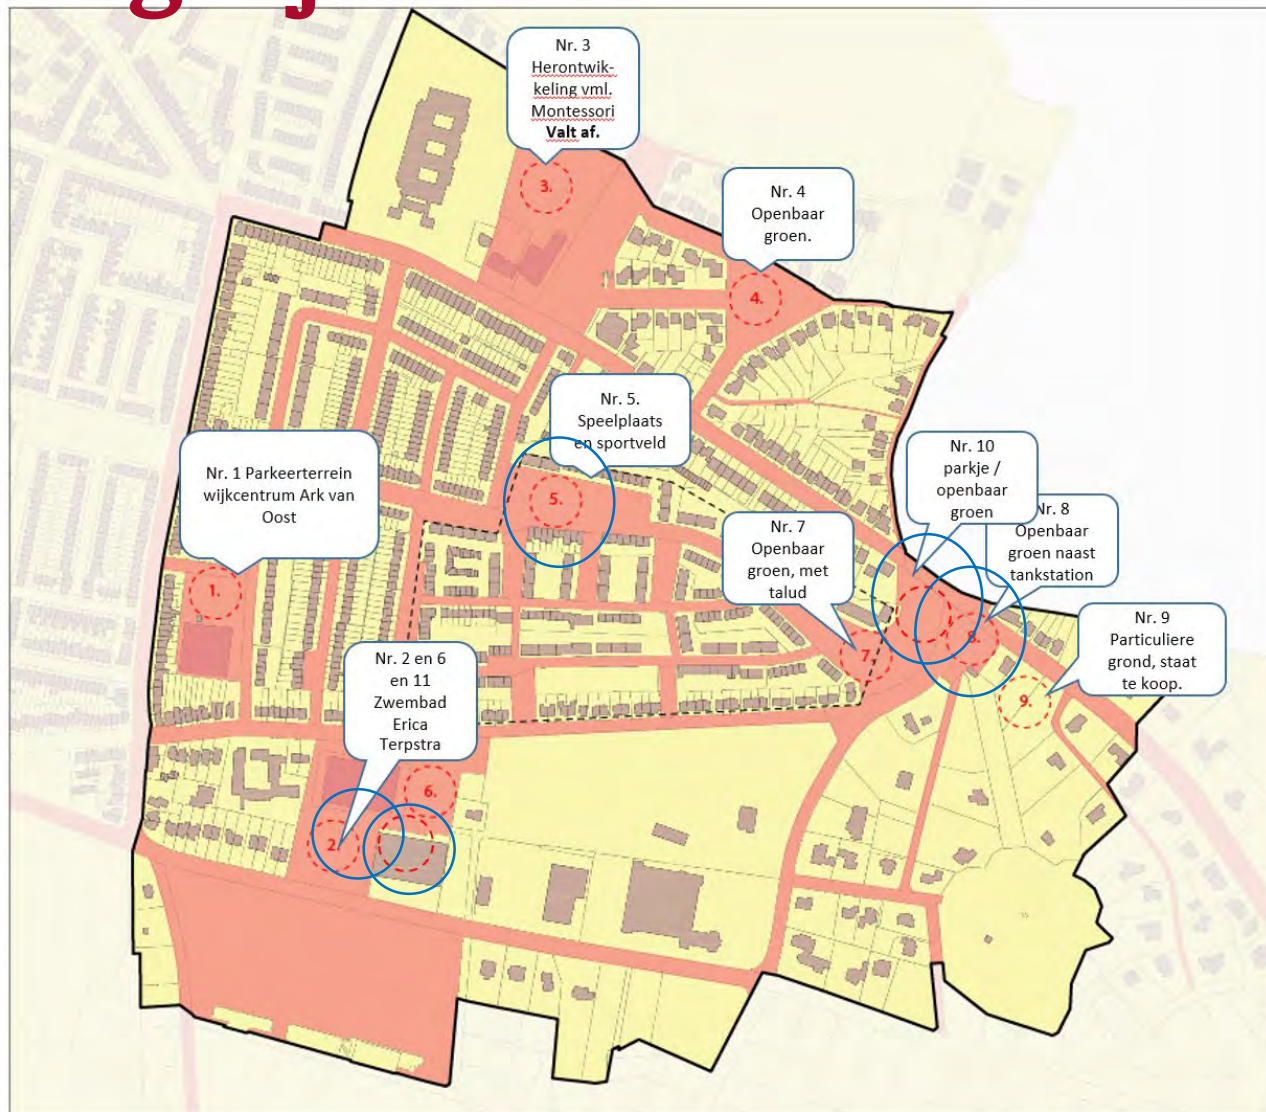 Nr. 3
Herontwik-
keling vml.
Montessori
Valt af.
3.
Nr. 4
Openbaar
groen.
4.
Nr. 5.
Speelplaats
en sportveld
5.
Nr. 1 Parkeerterrein
wijkcentrum Ark van
Oost
1.
Nr. 10
parkje /
openbaar
groen
Nr. 8
Openbaar
groen naast
tankstation
8.
Nr. 7
Openbaar
groen, met
talud
7.
Nr. 9
Particuliere
grond, staat
te koop.
9.
Nr. 2 en 6
en 11
Zwembad
Erica
Terpstra
6.
2.